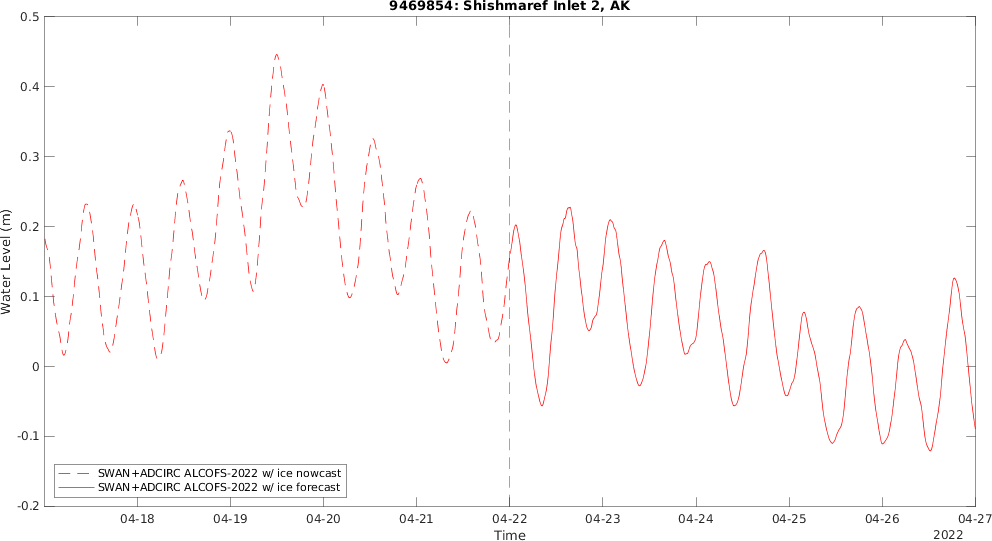 9469854: Shishmaref Inlet 2, AK
0.5
0.4
0.3
0.2
0.1
0
-0.1
-0.2
Water Level (m)
SWAN+ADCIRC ALCOFS-2022 w/ ice nowcast
SWAN+ADCIRC ALCOFS-2022 w/ ice forecast
04-18 04-19 04-20 04-21 04-22 04-23 04-24 04-25 04-26 04-27
Time
2022